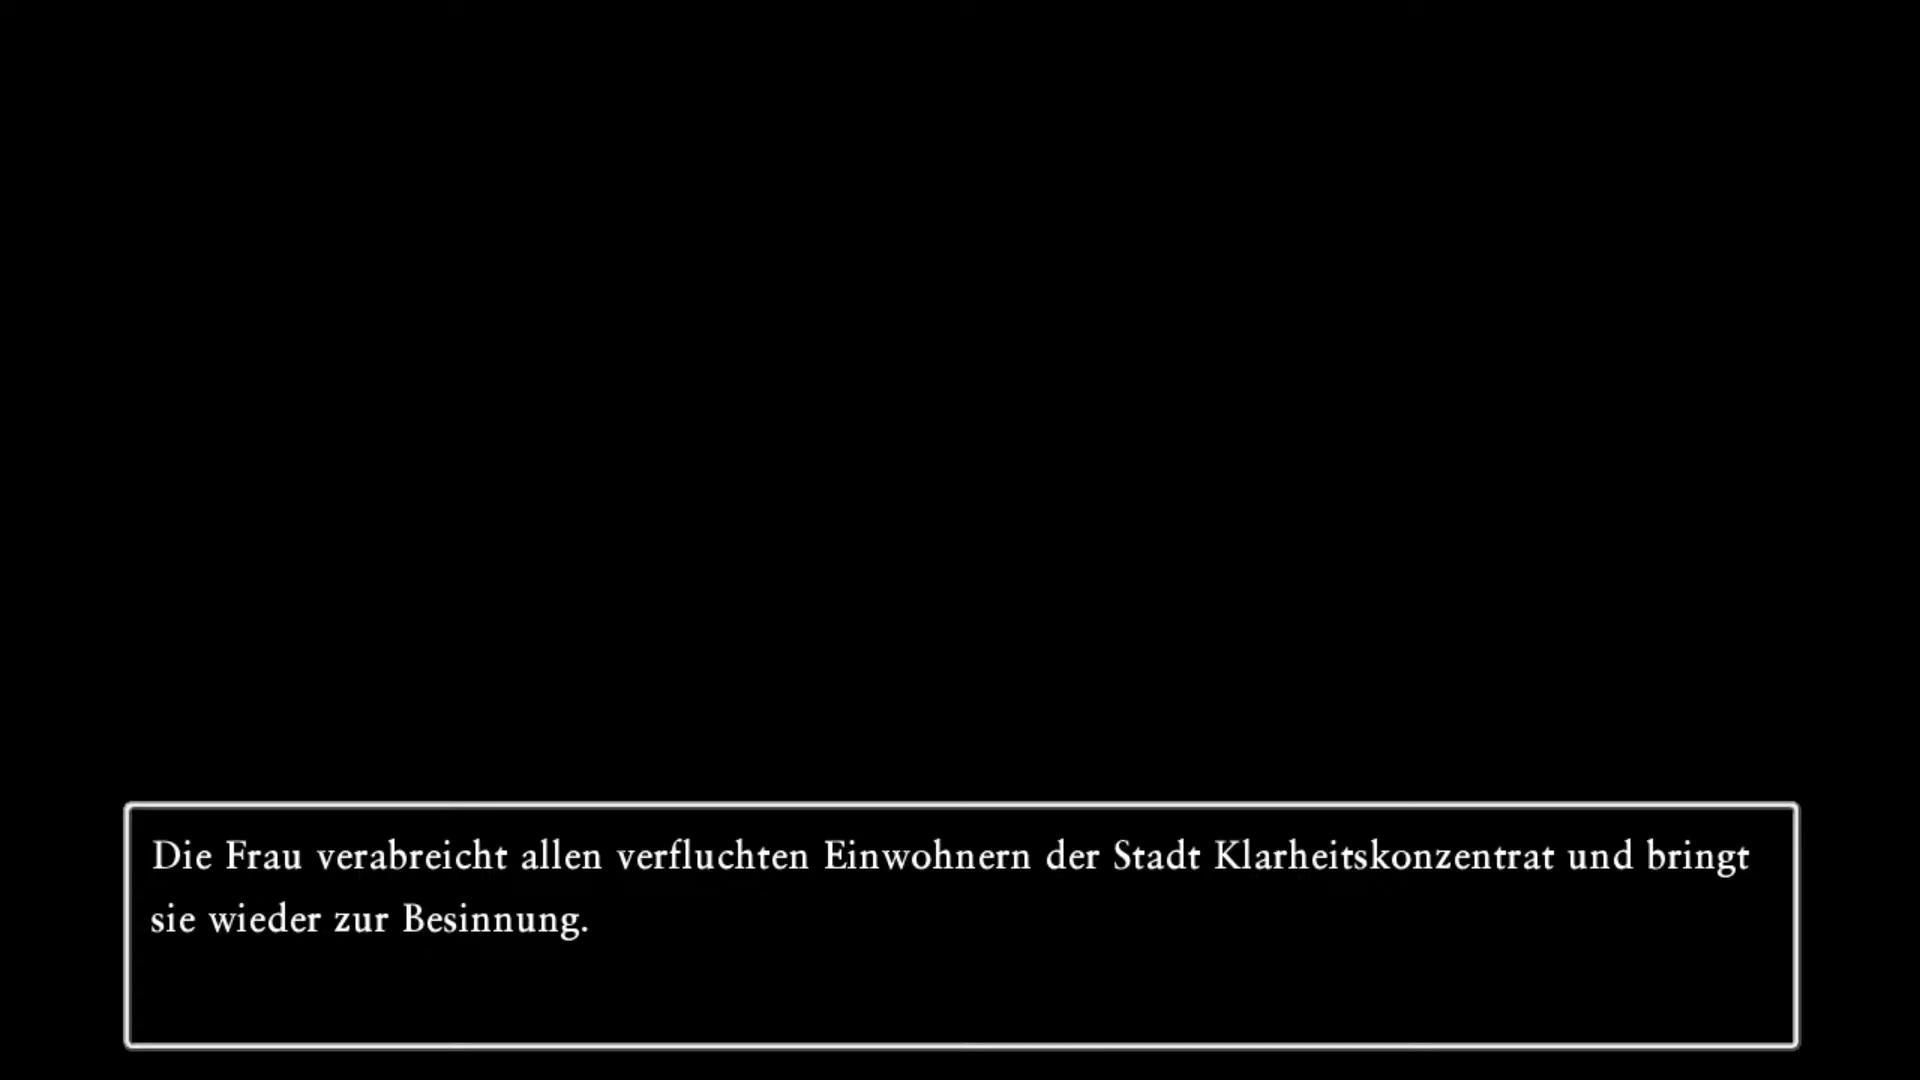 Die Frau verabreicht allen verfluchten Einwohnern der Stadt Klarheitskonzentrat und bringt
sie wieder zur Besinnung.